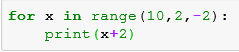 for x in range(10,2,-2):
    print(x+2)